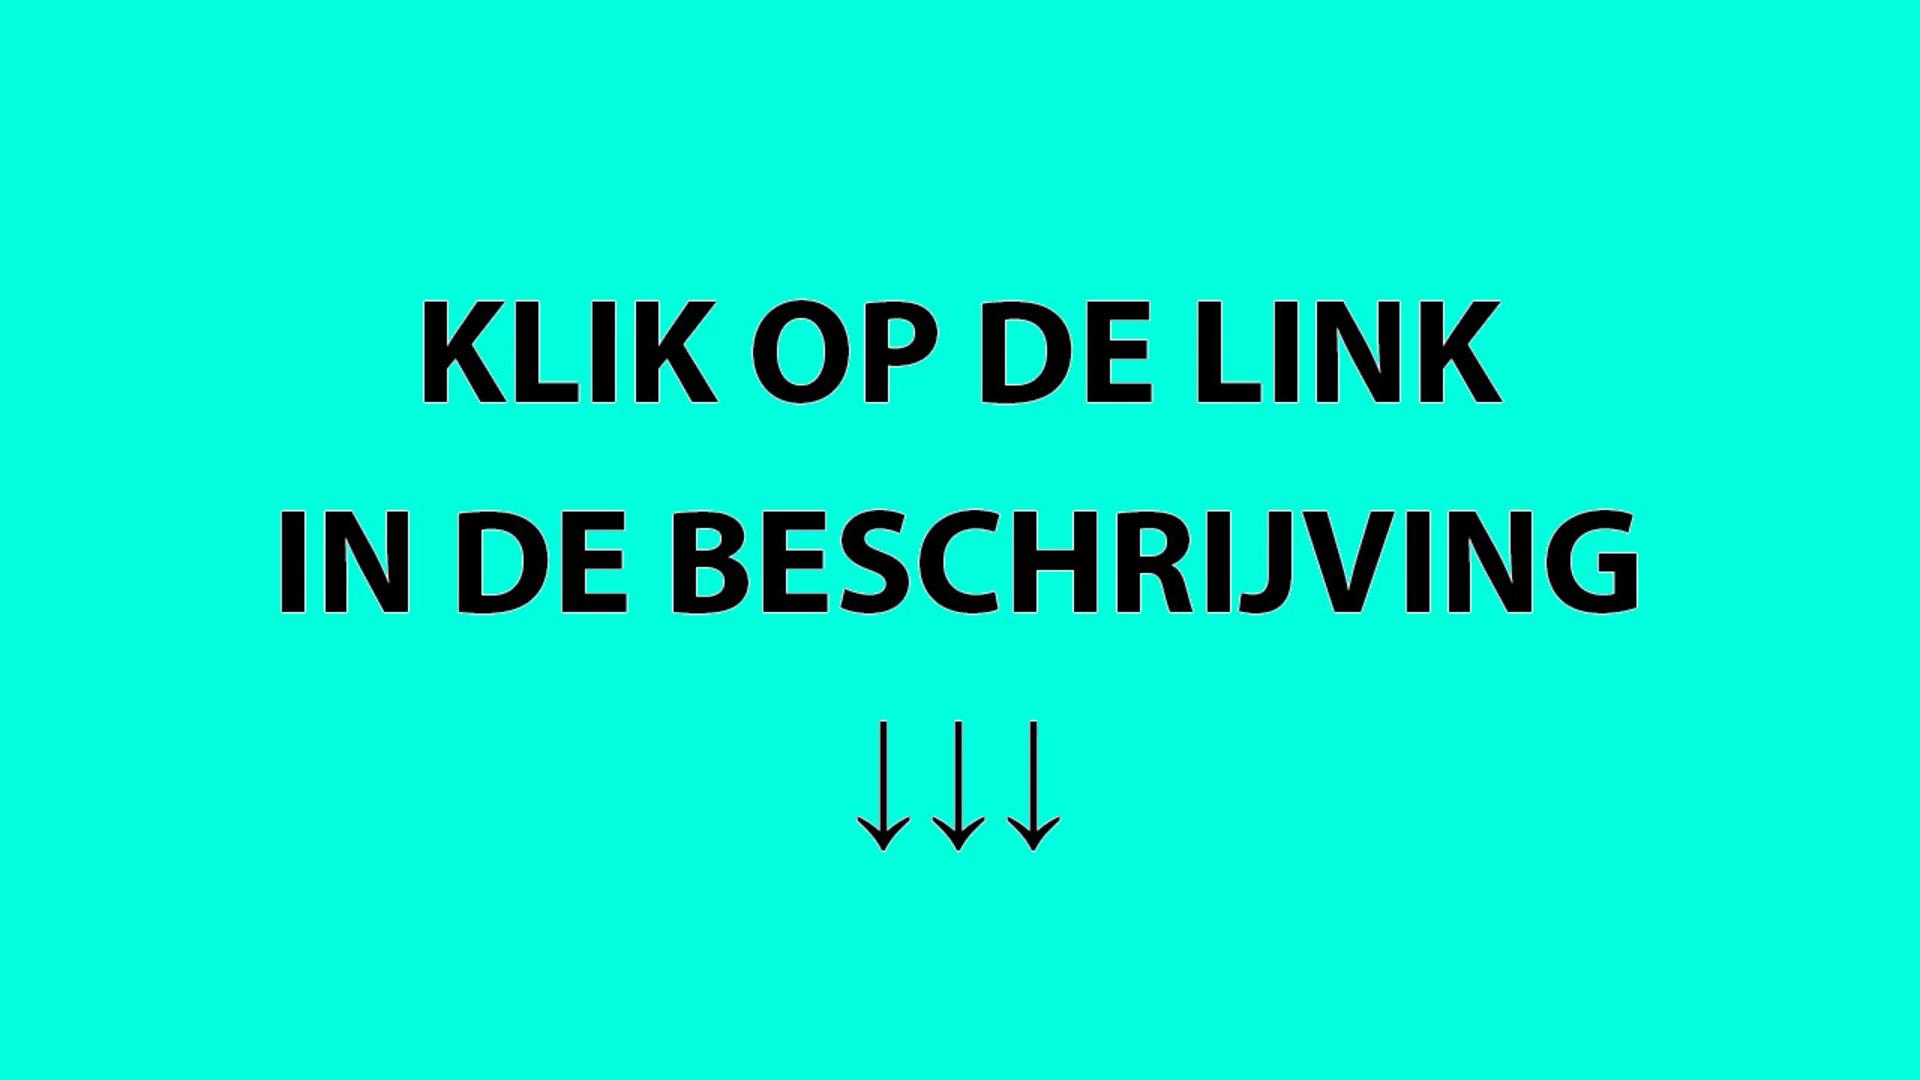 KLIK OP DE LINK
IN DE BESCHRIJVING
↓↓↓